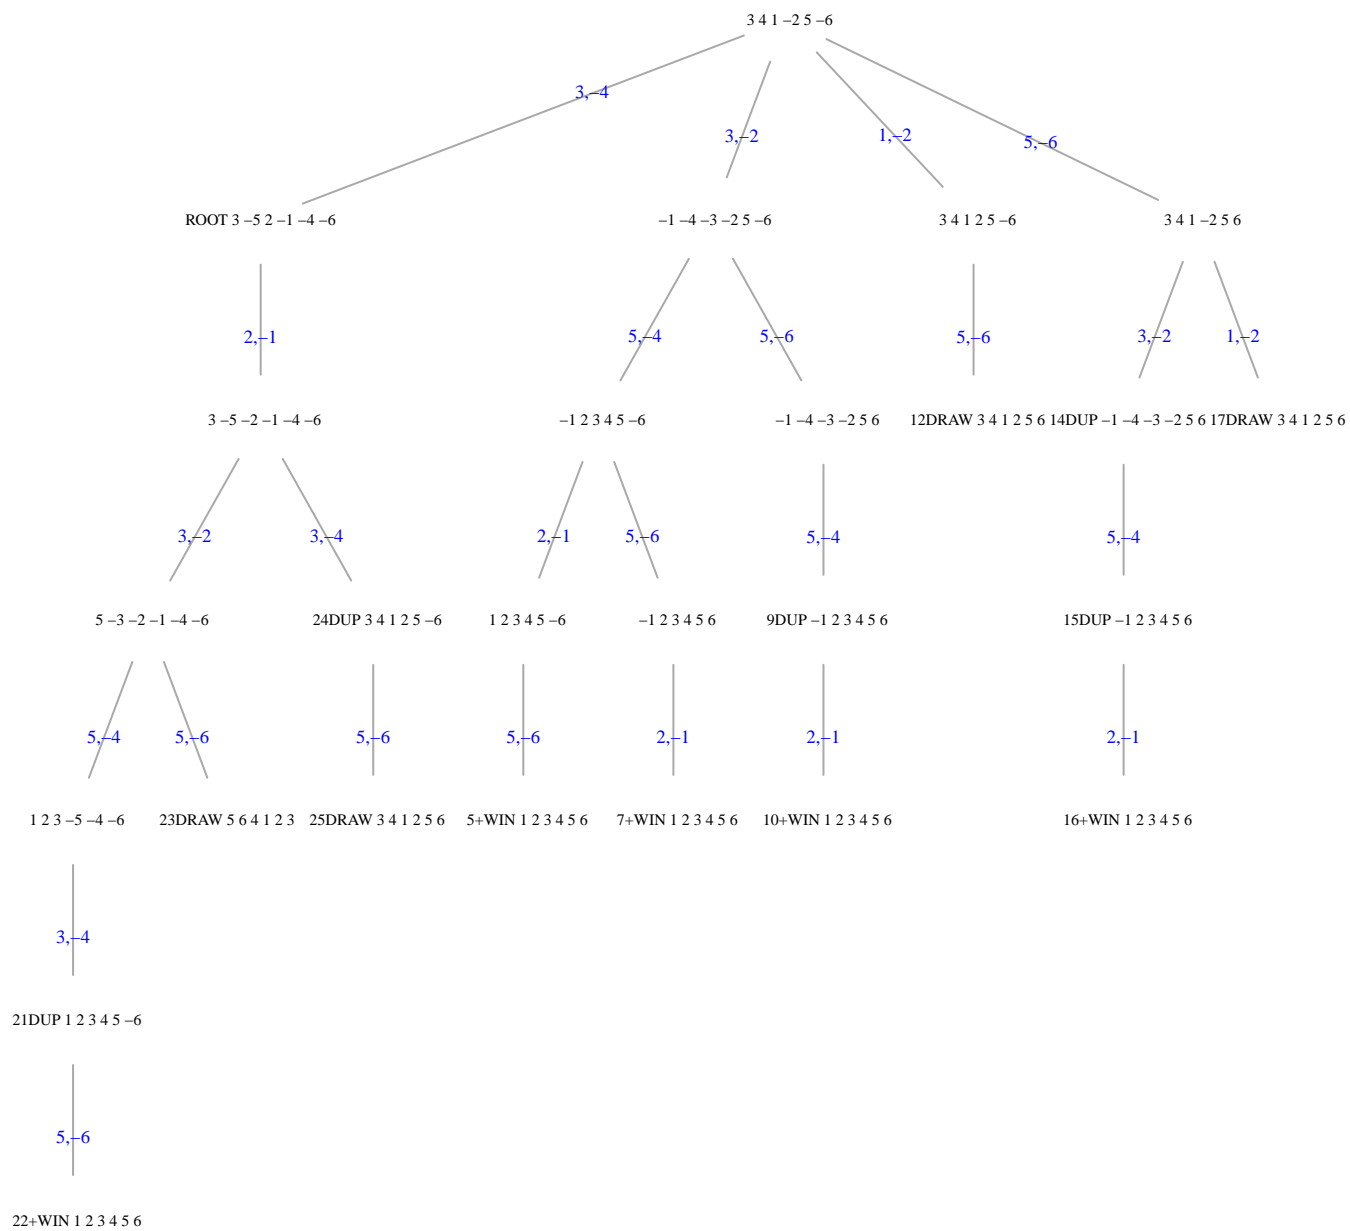 3 4 1 –2 5 –6
3,–4
3,–2
1,–2
5,–6
ROOT 3 –5 2 –1 –4 –6
–1 –4 –3 –2 5 –6
3 4 1 2 5 –6
3 4 1 –2 5 6
2,–1
5,–4
5,–6
5,–6
3,–2
1,–2
3 –5 –2 –1 –4 –6
–1 2 3 4 5 –6
–1 –4 –3 –2 5 6
12DRAW 3 4 1 2 5 6
14DUP –1 –4 –3 –2 5 6
17DRAW 3 4 1 2 5 6
3,–2
3,–4
2,–1
5,–6
5,–4
5,–4
5 –3 –2 –1 –4 –6
24DUP 3 4 1 2 5 –6
1 2 3 4 5 –6
–1 2 3 4 5 6
9DUP –1 2 3 4 5 6
15DUP –1 2 3 4 5 6
5,–4
5,–6
5,–6
5,–6
2,–1
2,–1
2,–1
1 2 3 –5 –4 –6
23DRAW 5 6 4 1 2 3
25DRAW 3 4 1 2 5 6
5+WIN 1 2 3 4 5 6
7+WIN 1 2 3 4 5 6
10+WIN 1 2 3 4 5 6
16+WIN 1 2 3 4 5 6
3,–4
21DUP 1 2 3 4 5 –6
5,–6
22+WIN 1 2 3 4 5 6